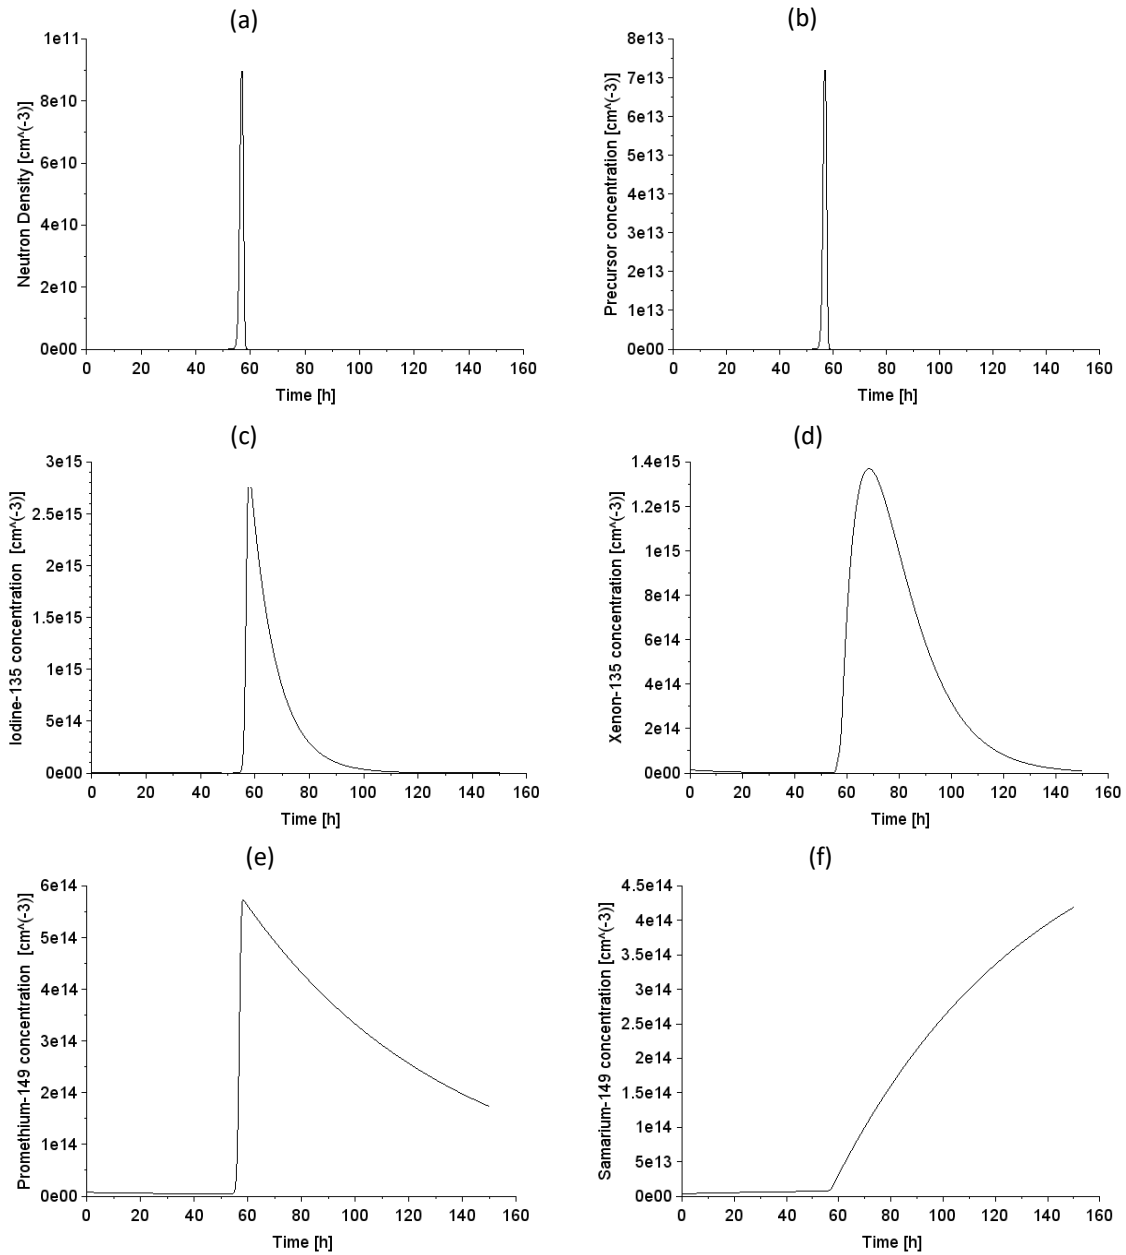 (a)
1e11
8e10
6e10
4e10
2e10
0e00
Neutron Density [cm^(-3)]
0 20 40 60 80 100 120 140 160
Time [h]
(b)
8e13
7e13
6e13
5e13
4e13
3e13
2e13
1e13
0e00
Precursor concentration [cm^(-3)]
0 20 40 60 80 100 120 140 160
Time [h]
(c)
3e15
2.5e15
2e15
1.5e15
1e15
5e14
0e00
Iodine-135 concentration [cm^(-3)]
0 20 40 60 80 100 120 140 160
Time [h]
(d)
1.4e15
1.2e15
1e15
8e14
6e14
4e14
2e14
0e00
Xenon-135 concentration [cm^(-3)]
0 20 40 60 80 100 120 140 160
Time [h]
(e)
6e14
5e14
4e14
3e14
2e14
1e14
0e00
Promethium-149 concentration [cm^(-3)]
0 20 40 60 80 100 120 140 160
Time [h]
(f)
4.5e14
4e14
3.5e14
3e14
2.5e14
2e14
1.5e14
1e14
5e13
0e00
Samarium-149 concentration [cm^(-3)]
0 20 40 60 80 100 120 140 160
Time [h]